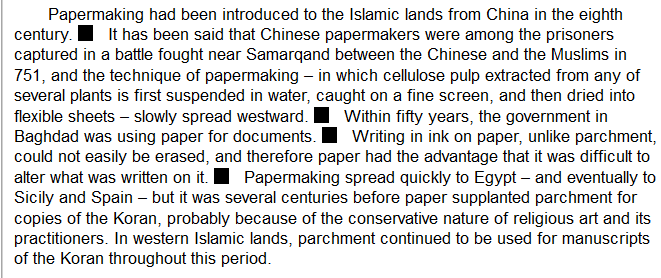 Papermaking had been introduced to the Islamic lands from China in the eighth
century. ■ It has been said that Chinese papermakers were among the prisoners
captured in a battle fought near Samarqand between the Chinese and the Muslims in
751, and the technique of papermaking – in which cellulose pulp extracted from any of
several plants is first suspended in water, caught on a fine screen, and then dried into
flexible sheets – slowly spread westward. ■ Within fifty years, the government in
Baghdad was using paper for documents. ■ Writing in ink on paper, unlike parchment,
could not easily be erased, and therefore paper had the advantage that it was difficult to
alter what was written on it. ■ Papermaking spread quickly to Egypt – and eventually to
Sicily and Spain – but it was several centuries before paper supplanted parchment for
copies of the Koran, probably because of the conservative nature of religious art and its
practitioners. In western Islamic lands, parchment continued to be used for manuscripts
of the Koran throughout this period.